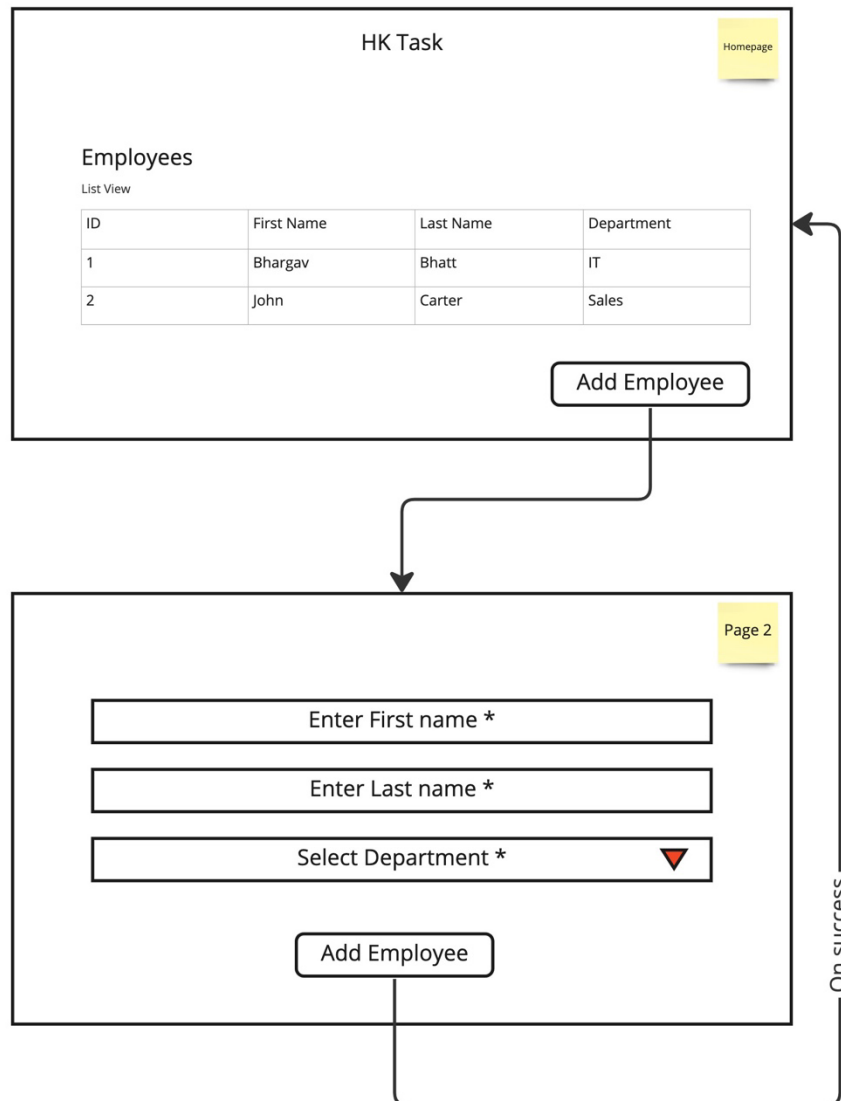 HK Task
Homepage
Employees
List View
ID First Name Last Name Department
1 Bhargav Bhatt IT
2 John Carter Sales
Add Employee
Page 2
Enter First name *
Enter Last name *
Select Department *
On success
Add Employee